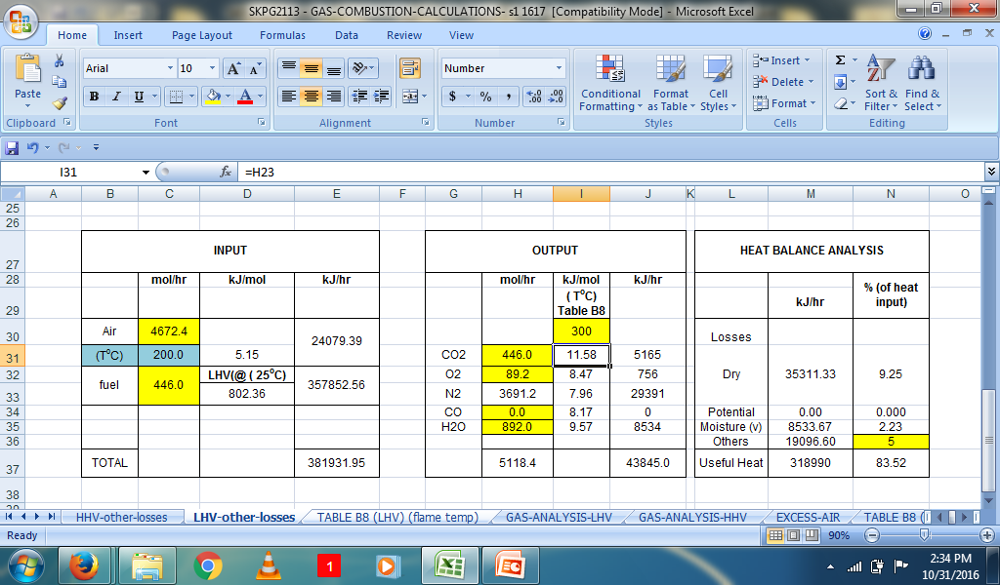 SKPG2113 - GAS-COMBUSTION-CALCULATIONS- s1 1617 [Compatibility Mode] - Microsoft Excel
Home Insert Page Layout Formulas Data Review View
Paste Arial 10 A A Number Conditional Formatting Format as Table Cell Styles Insert Delete Format Σ Sort & Filter Find & Select
B I U A $ % ,
Clipboard Font Alignment Number Styles Cells Editing
I31 fx =H23
A B C D E F G H I J K L M N O
25
26
27 INPUT OUTPUT HEAT BALANCE ANALYSIS
28 mol/hr kJ/mol kJ/hr mol/hr kJ/mol kJ/hr
29 ( T⁰C) Table B8 kJ/hr % (of heat input)
30 Air 4672.4 24079.39 300 Losses
31 (T⁰C) 200.0 5.15 CO2 446.0 11.58 5165
32 fuel 446.0 LHV(@ ( 25⁰C) 357852.56 O2 89.2 8.47 756 Dry 35311.33 9.25
33 802.36 N2 3691.2 7.96 29391
34 CO 0.0 8.17 0 Potential 0.00 0.000
35 H2O 892.0 9.57 8534 Moisture (v) 8533.67 2.23
36 Others 19096.60 5
37 TOTAL 381931.95 5118.4 43845.0 Useful Heat 318990 83.52
38
HHV-other-losses LHV-other-losses TABLE B8 (LHV) (flame temp) GAS-ANALYSIS-LHV GAS-ANALYSIS-HHV EXCESS-AIR TABLE B8 (
Ready 90%
1
2:34 PM
10/31/2016